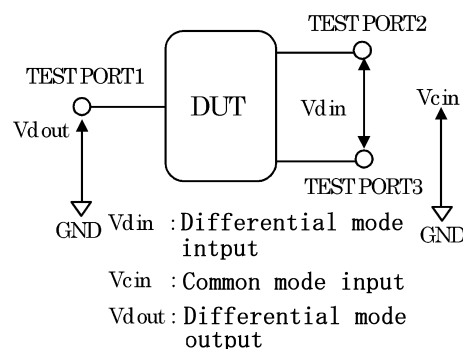 TEST PORT2
TEST PORT1
Vcin
DUT
Vdin
Vdout
TEST PORT3
GND
GND
Vdin : Differential mode
intput
Vcin : Common mode input
Vdout : Differential mode
output